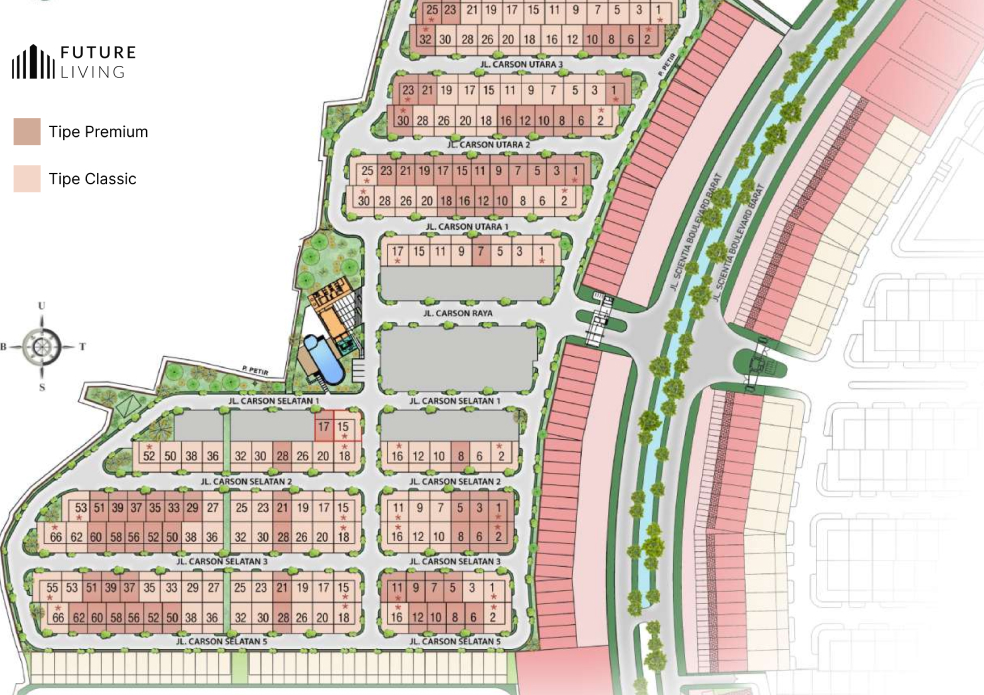 25 23 21 19 17 15 11 9 7 5 3 1
32 30 28 26 20 18 16 12 10 8 6 2
JL. CARSON UTARA 3
P. PETIR
FUTURE
LIVING
Tipe Premium
Tipe Classic
23 21 19 17 15 11 9 7 5 3 1
30 28 26 20 18 16 12 10 8 6 2
JL. CARSON UTARA 2
25 23 21 19 17 15 11 9 7 5 3 1
30 28 26 20 18 16 12 10 8 6 2
JL. CARSON UTARA 1
17 15 11 9 7 5 3 1
JL. SCIENTIA BOULEVARD BARAT
JL. SCIENTIA BOULEVARD BARAT
JL. CARSON RAYA
U
B T
S
P. PETIR
JL. CARSON SELATAN 1
JL. CARSON SELATAN 1
17 15
52 50 38 36 32 30 28 26 20 18
16 12 10 8 6 2
JL. CARSON SELATAN 2
JL. CARSON SELATAN 2
53 51 39 37 35 33 29 27 25 23 21 19 17 15
11 9 7 5 3 1
66 62 60 58 56 52 50 38 36 32 30 28 26 20 18
16 12 10 8 6 2
JL. CARSON SELATAN 3
JL. CARSON SELATAN 3
55 53 51 39 37 35 33 29 27 25 23 21 19 17 15
11 9 7 5 3 1
66 62 60 58 56 52 50 38 36 32 30 28 26 20 18
16 12 10 8 6 2
JL. CARSON SELATAN 5
JL. CARSON SELATAN 5